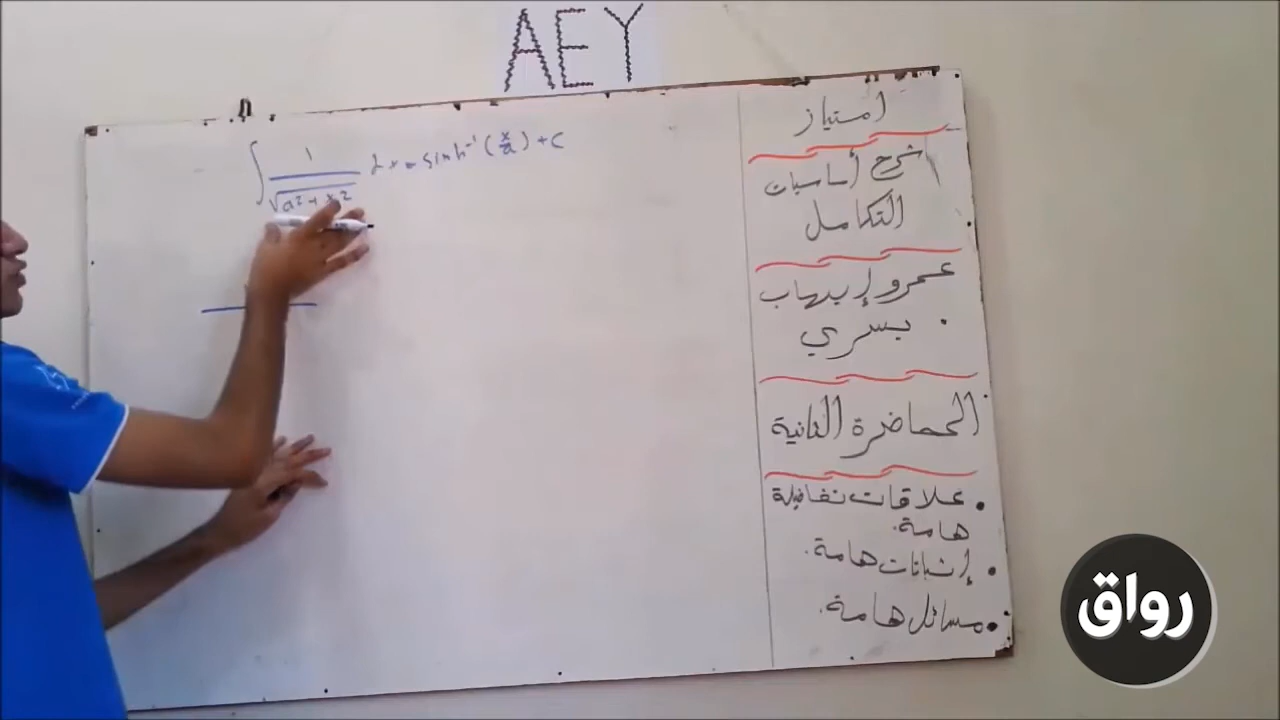 AEY
∫ 1/√(a²+x²) dx = sinh⁻¹(x/a) + C
امتياز
شرح أساسيات
التكامل
عمرو إيهاب
يسري
المحاضرة الثانية
علاقات تفاضلية
هامة.
إثباتات هامة.
مسائل هامة.
رواق